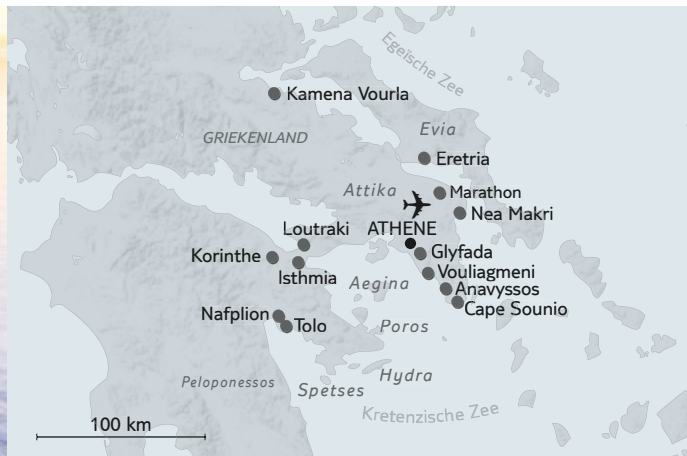 Egeïsche Zee
Kamena Vourla
Evia
GRIEKENLAND
Eretria
Attika
Marathon
Nea Makri
Loutraki
ATHENE
Korinthe
Glyfada
Isthmia
Vouliagmeni
Aegina
Anavyssos
Cape Sounio
Nafplion
Tolo
Poros
Peloponessos
Spetses
Hydra
Kretenzische Zee
100 km